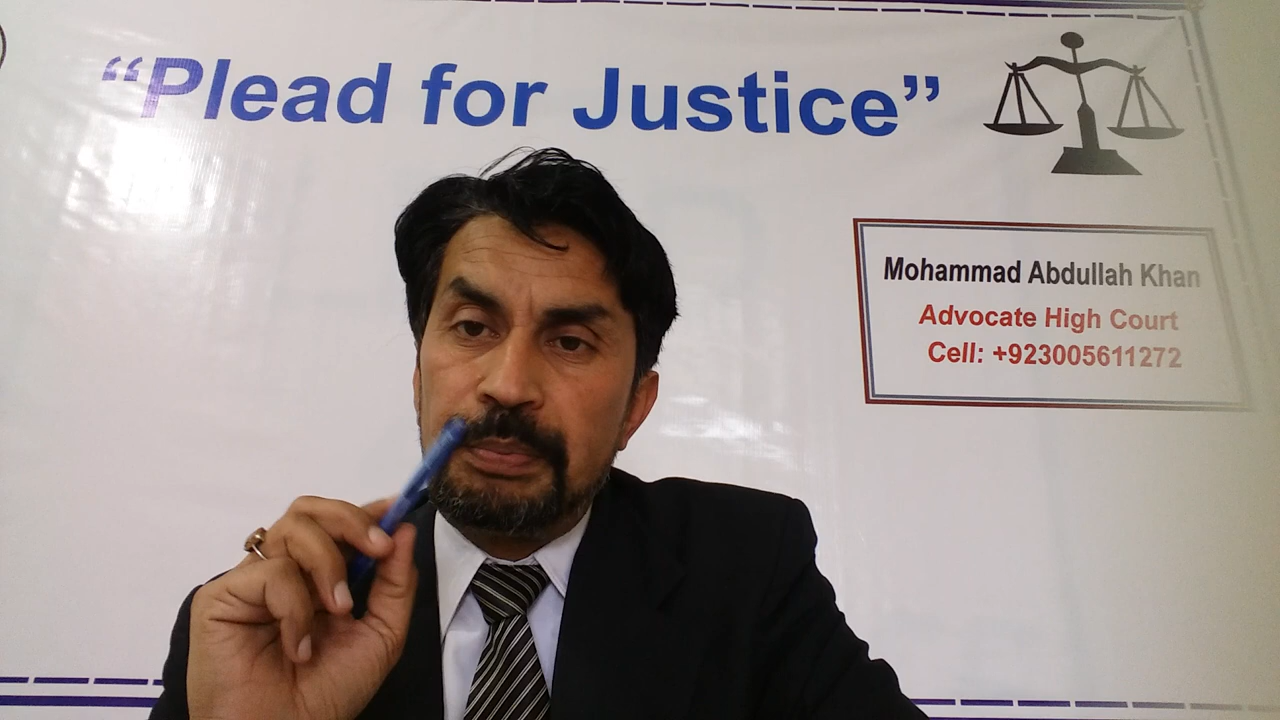 “Plead for Justice”
Mohammad Abdullah Khan
Advocate High Court
Cell: +923005611272